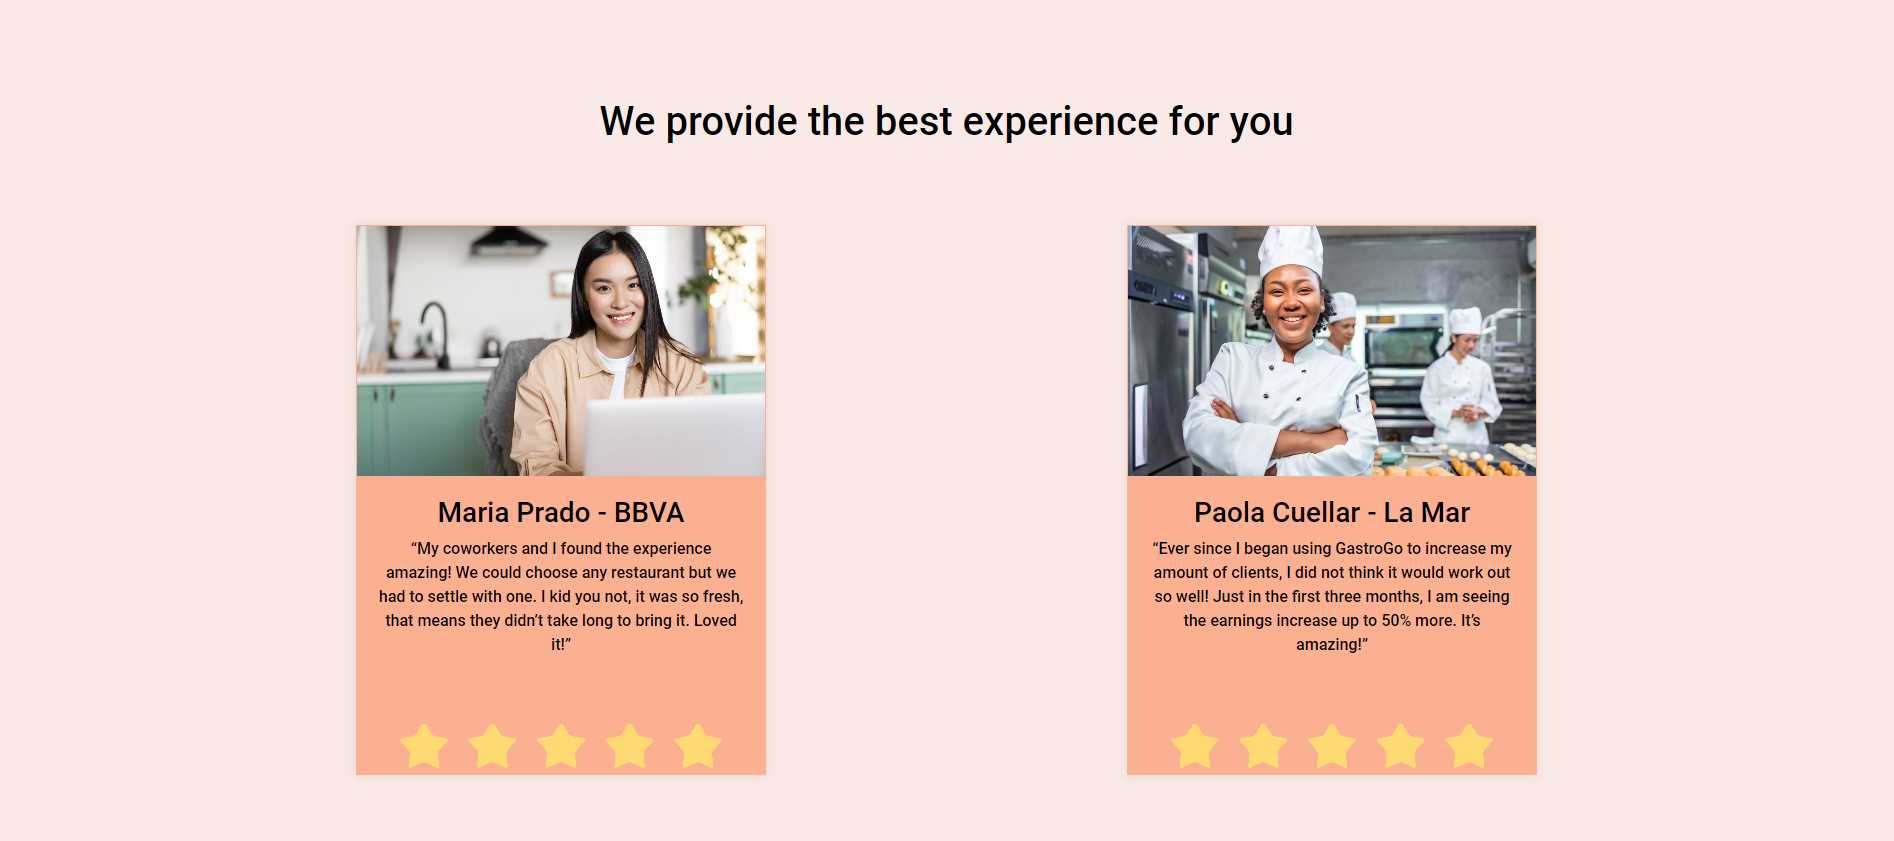 We provide the best experience for you
Maria Prado - BBVA
“My coworkers and I found the experience
amazing! We could choose any restaurant but we
had to settle with one. I kid you not, it was so fresh,
that means they didn’t take long to bring it. Loved
it!”
Paola Cuellar - La Mar
“Ever since I began using GastroGo to increase my
amount of clients, I did not think it would work out
so well! Just in the first three months, I am seeing
the earnings increase up to 50% more. It’s
amazing!”